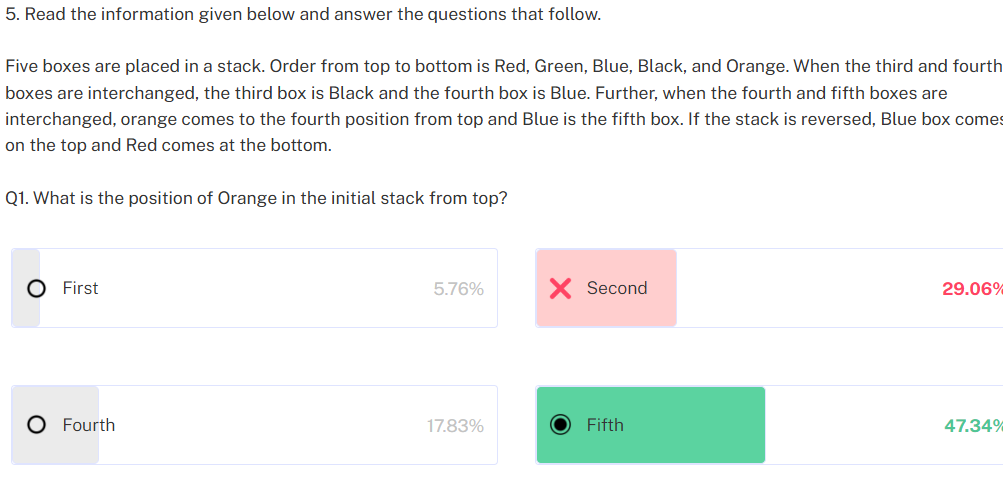 5. Read the information given below and answer the questions that follow.
Five boxes are placed in a stack. Order from top to bottom is Red, Green, Blue, Black, and Orange. When the third and fourth
boxes are interchanged, the third box is Black and the fourth box is Blue. Further, when the fourth and fifth boxes are
interchanged, orange comes to the fourth position from top and Blue is the fifth box. If the stack is reversed, Blue box comes
on the top and Red comes at the bottom.
Q1. What is the position of Orange in the initial stack from top?
First 5.76%
Second 29.06%
Fourth 17.83%
Fifth 47.34%